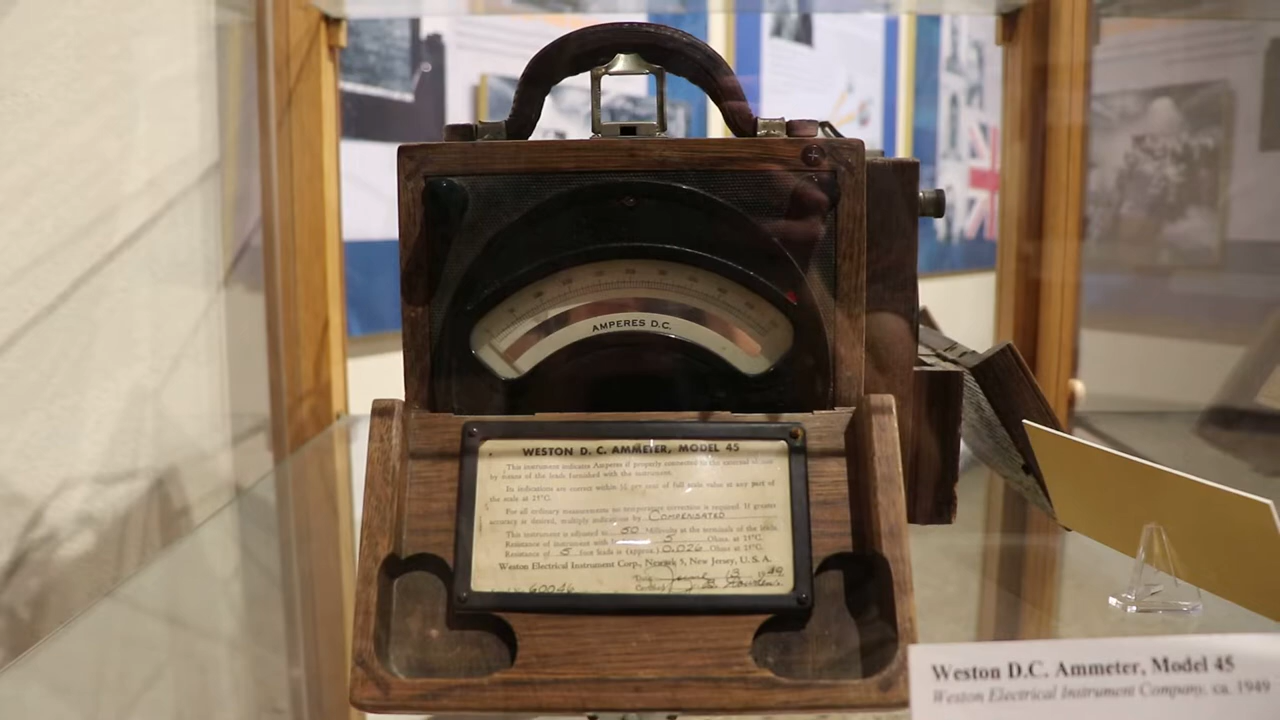 AMPERES D.C.
WESTON D. C. AMMETER, MODEL 45
This instrument indicates Amperes if properly connected to the external
by means of the leads furnished with the instrument.
Its indications are correct within 1/2 per cent of full scale value at any part of
the scale at 25°C.
For all ordinary measurements no temperature correction is required. If greater
accuracy is desired, multiply indications by COMPENSATED
This instrument is adjusted to 50 Millivolts at the terminals of the leads.
Resistance of instrument with 5 Ohms. at 25°C.
Resistance of 5 foot leads is (approx.) 0.026 Ohms at 25°C.
Weston Electrical Instrument Corp., Newark 5, New Jersey, U.S.A.
Date 13 1949
60046
Weston D.C. Ammeter, Model 45
Weston Electrical Instrument Company, ca. 1949